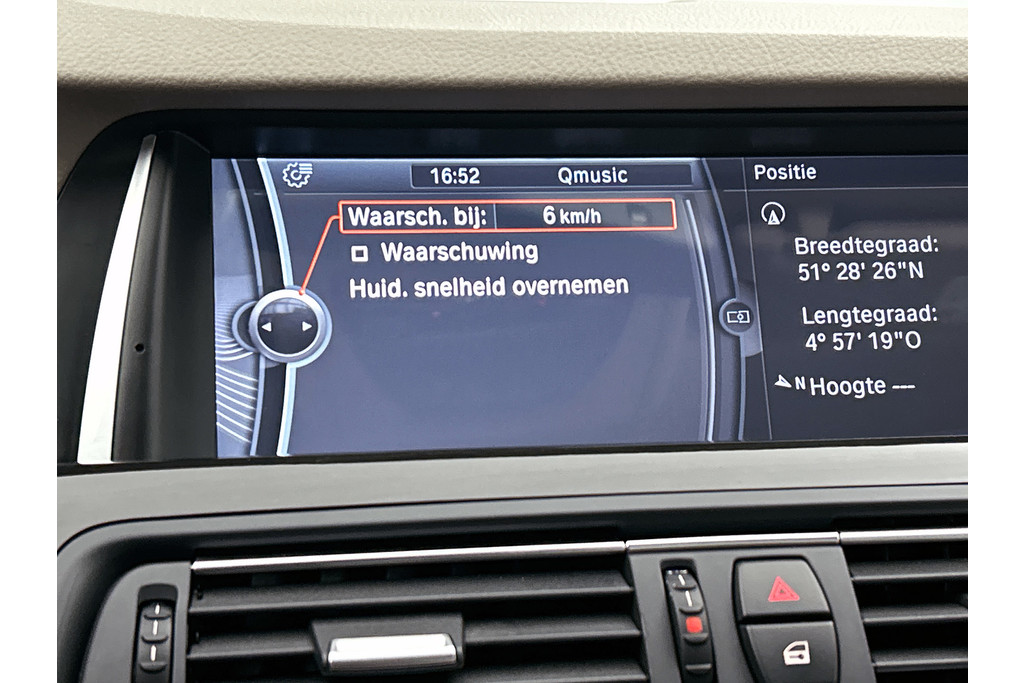 16:52 Qmusic
Waarsch. bij: 6 km/h
Waarschuwing
Huid. snelheid overnemen
Positie
Breedtegraad:
51° 28' 26"N
Lengtegraad:
4° 57' 19"O
N Hoogte ---